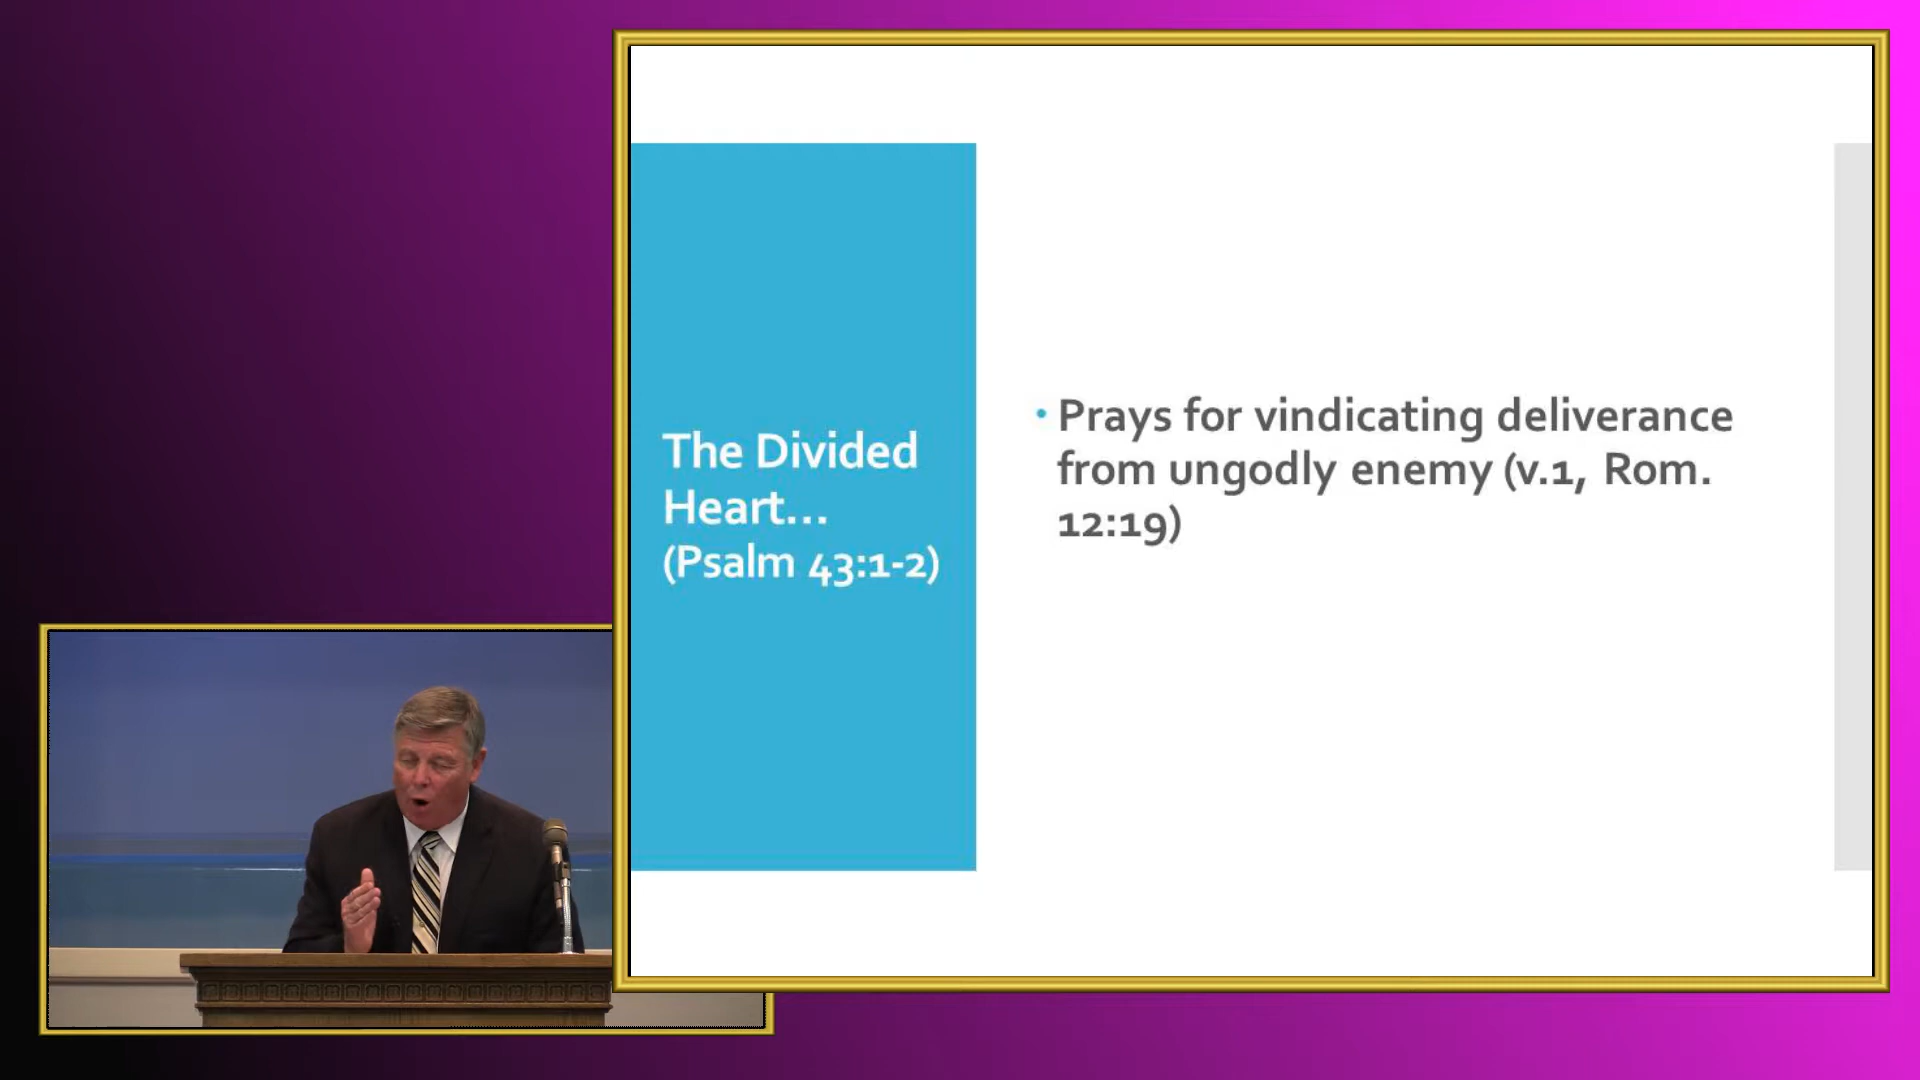 The Divided
Heart...
(Psalm 43:1-2)
• Prays for vindicating deliverance
from ungodly enemy (v.1, Rom.
12:19)